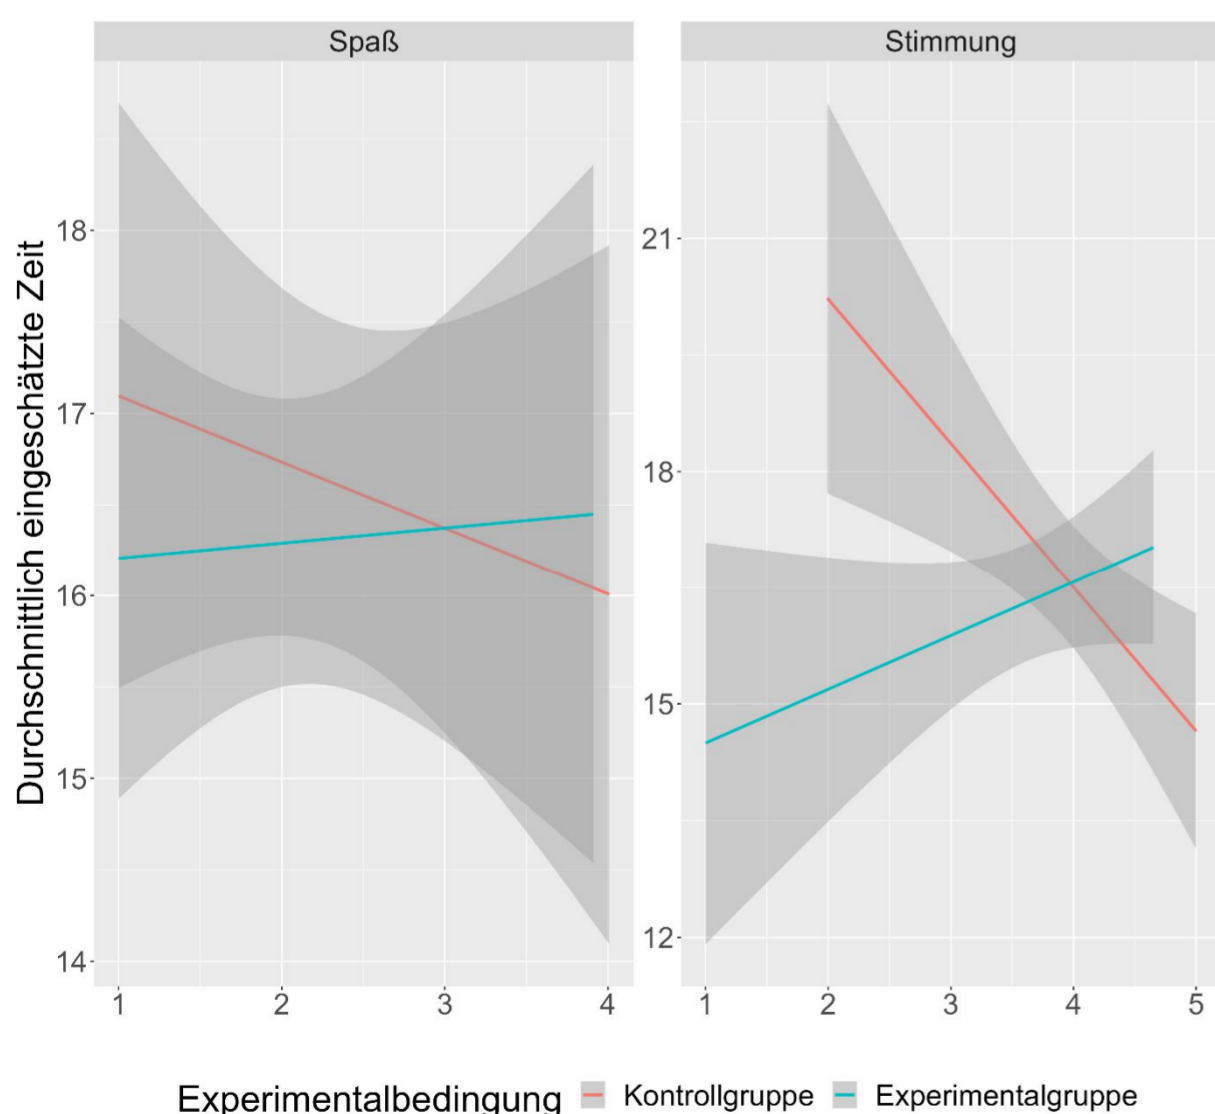 Spaß
Stimmung
Durchschnittlich eingeschätzte Zeit
18
17
16
15
14
21
18
15
12
1 2 3 4
1 2 3 4 5
Experimentalbedingung Kontrollgruppe Experimentalgruppe